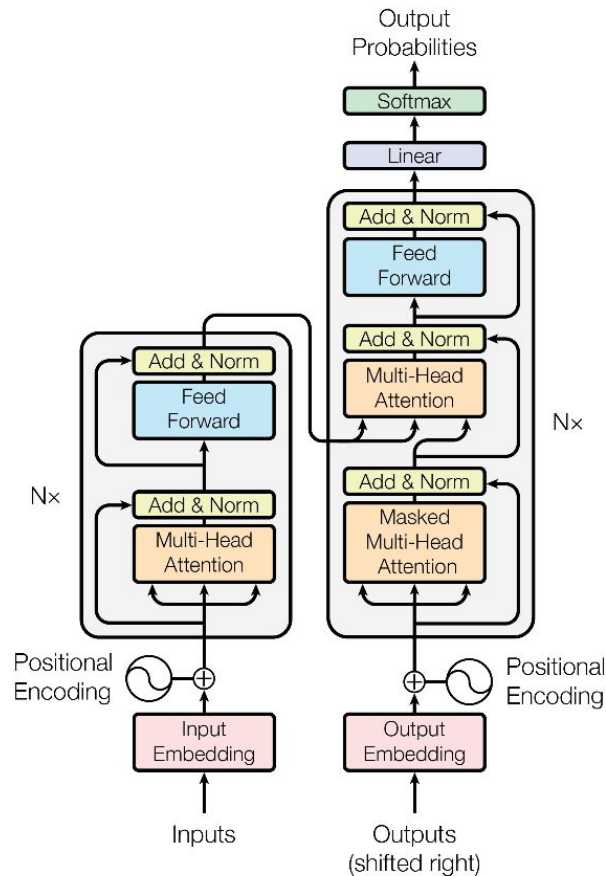 Output
Probabilities
Softmax
Linear
Add & Norm
Feed
Forward
Add & Norm
Multi-Head
Attention
Add & Norm
Masked
Multi-Head
Attention
N×
Add & Norm
Feed
Forward
Add & Norm
Multi-Head
Attention
N×
Positional
Encoding
Positional
Encoding
Input
Embedding
Output
Embedding
Inputs
Outputs
(shifted right)